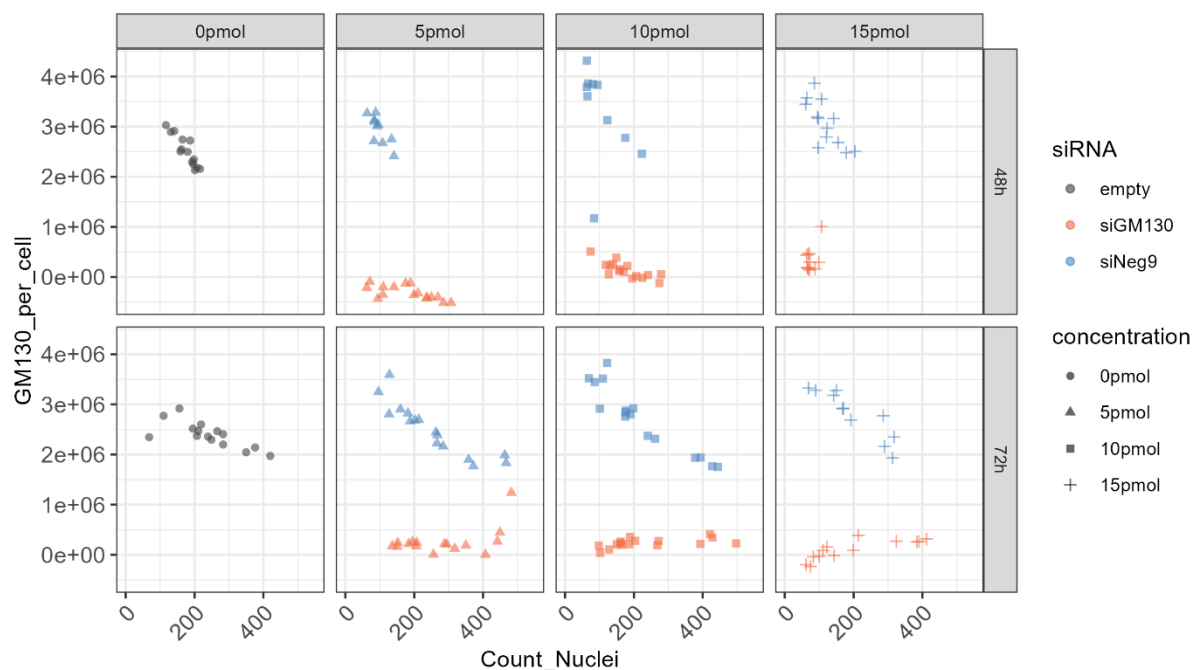 0pmol 5pmol 10pmol 15pmol
4e+06
3e+06
2e+06
1e+06
0e+00
48h
4e+06
3e+06
2e+06
1e+06
0e+00
72h
GM130_per_cell
0 200 400 0 200 400 0 200 400 0 200 400
Count_Nuclei
siRNA
empty
siGM130
siNeg9
concentration
0pmol
5pmol
10pmol
15pmol